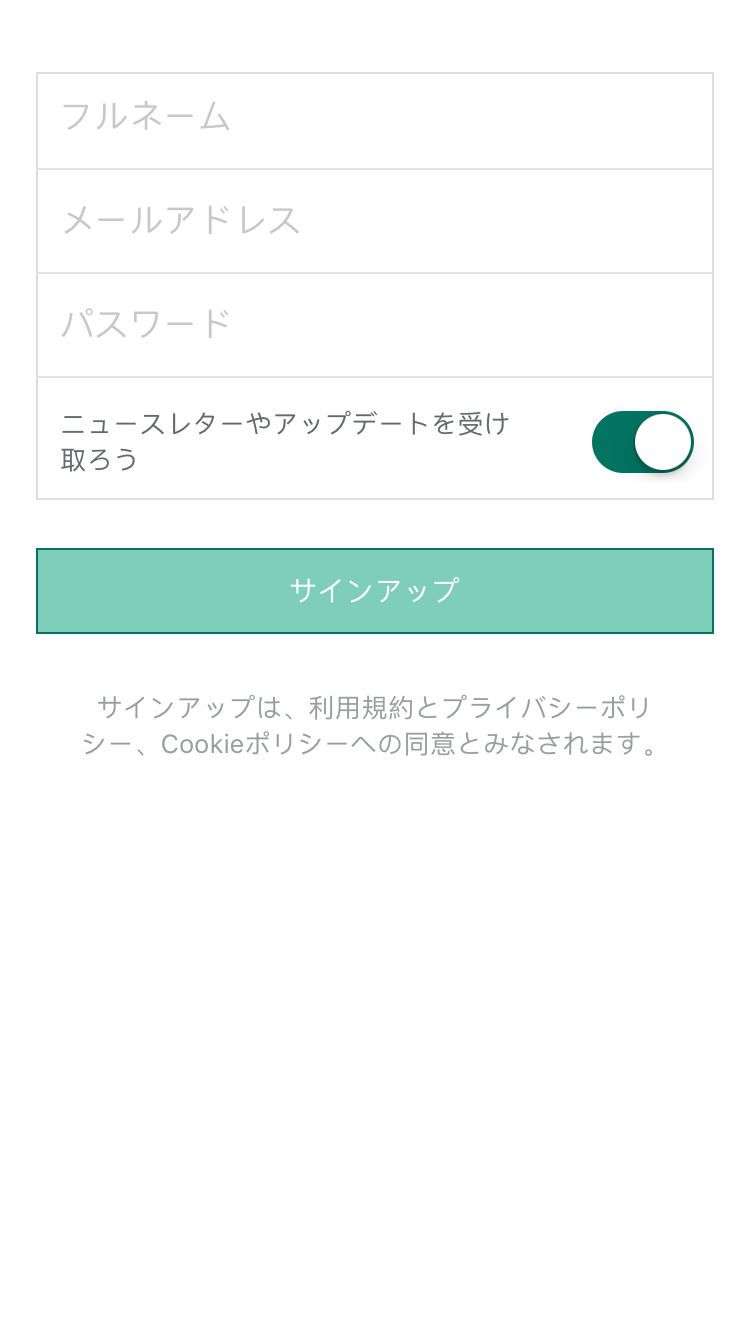 フルネーム
メールアドレス
パスワード
ニュースレターやアップデートを受け
取ろう
サインアップ
サインアップは、利用規約とプライバシーポリ
シー、Cookieポリシーへの同意とみなされます。